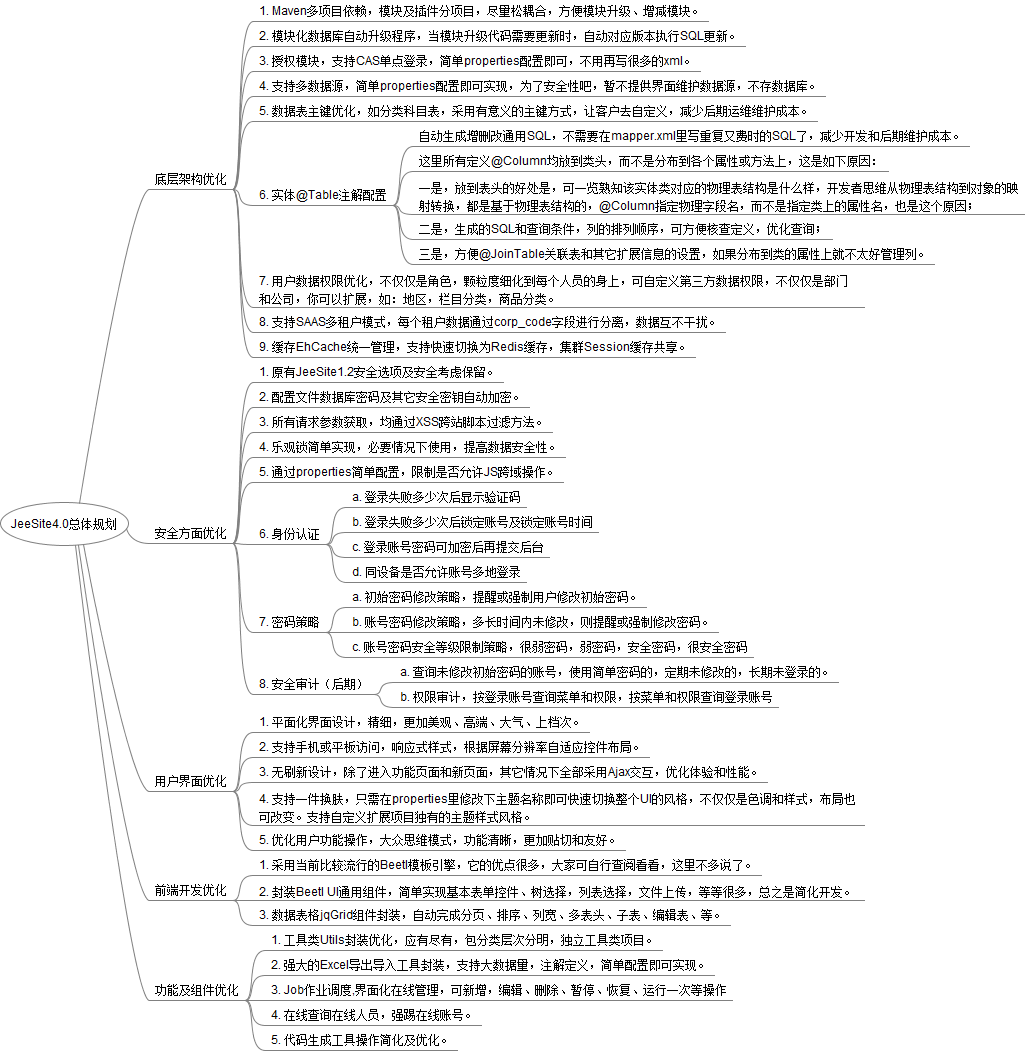 JeeSite4.0总体规划
底层架构优化
1. Maven多项目依赖，模块及插件分项目，尽量松耦合，方便模块升级、增减模块。
2. 模块化数据库自动升级程序，当模块升级代码需要更新时，自动对应版本执行SQL更新。
3. 授权模块，支持CAS单点登录，简单properties配置即可，不用再写很多的xml。
4. 支持多数据源，简单properties配置即可实现，为了安全性吧，暂不提供界面维护数据源，不存数据库。
5. 数据表主键优化，如分类科目表，采用有意义的主键方式，让客户去自定义，减少后期运维维护成本。
6. 实体@Table注解配置
自动生成增删改通用SQL，不需要在mapper.xml里写重复又费时的SQL了，减少开发和后期维护成本。
这里所有定义@Column均放到类头，而不是分布到各个属性或方法上，这是如下原因：
一是，放到表头的好处是，可一览熟知该实体类对应的物理表结构是什么样，开发者思维从物理表结构到对象的映
射转换，都是基于物理表结构的，@Column指定物理字段名，而不是指定类上的属性名，也是这个原因；
二是，生成的SQL和查询条件，列的排列顺序，可方便核查定义，优化查询；
三是，方便@JoinTable关联表和其它扩展信息的设置，如果分布到类的属性上就不太好管理列。
7. 用户数据权限优化，不仅仅是角色，颗粒度细化到每个人员的身上，可自定义第三方数据权限，不仅仅是部门
和公司，你可以扩展，如：地区，栏目分类，商品分类。
8. 支持SAAS多租户模式，每个租户数据通过corp_code字段进行分离，数据互不干扰。
9. 缓存EhCache统一管理，支持快速切换为Redis缓存，集群Session缓存共享。
安全方面优化
1. 原有JeeSite1.2安全选项及安全考虑保留。
2. 配置文件数据库密码及其它安全密钥自动加密。
3. 所有请求参数获取，均通过XSS跨站脚本过滤方法。
4. 乐观锁简单实现，必要情况下使用，提高数据安全性。
5. 通过properties简单配置，限制是否允许JS跨域操作。
6. 身份认证
a. 登录失败多少次后显示验证码
b. 登录失败多少次后锁定账号及锁定账号时间
c. 登录账号密码可加密后再提交后台
d. 同设备是否允许账号多地登录
7. 密码策略
a. 初始密码修改策略，提醒或强制用户修改初始密码。
b. 账号密码修改策略，多长时间内未修改，则提醒或强制修改密码。
c. 账号密码安全等级限制策略，很弱密码，弱密码，安全密码，很安全密码
8. 安全审计（后期）
a. 查询未修改初始密码的账号，使用简单密码的，定期未修改的，长期未登录的。
b. 权限审计，按登录账号查询菜单和权限，按菜单和权限查询登录账号
用户界面优化
1. 平面化界面设计，精细，更加美观、高端、大气、上档次。
2. 支持手机或平板访问，响应式样式，根据屏幕分辨率自适应控件布局。
3. 无刷新设计，除了进入功能页面和新页面，其它情况下全部采用Ajax交互，优化体验和性能。
4. 支持一件换肤，只需在properties里修改下主题名称即可快速切换整个UI的风格，不仅仅是色调和样式，布局也
可改变。支持自定义扩展项目独有的主题样式风格。
5. 优化用户功能操作，大众思维模式，功能清晰，更加贴切和友好。
前端开发优化
1. 采用当前比较流行的Beetl模板引擎，它的优点很多，大家可自行查阅看看，这里不多说了。
2. 封装Beetl UI通用组件，简单实现基本表单控件、树选择，列表选择，文件上传，等等很多，总之是简化开发。
3. 数据表格jqGrid组件封装，自动完成分页、排序、列宽、多表头、子表、编辑表、等。
功能及组件优化
1. 工具类Utils封装优化，应有尽有，包分类层次分明，独立工具类项目。
2. 强大的Excel导出导入工具封装，支持大数据量，注解定义，简单配置即可实现。
3. Job作业调度,界面化在线管理，可新增，编辑、删除、暂停、恢复、运行一次等操作
4. 在线查询在线人员，强踢在线账号。
5. 代码生成工具操作简化及优化。